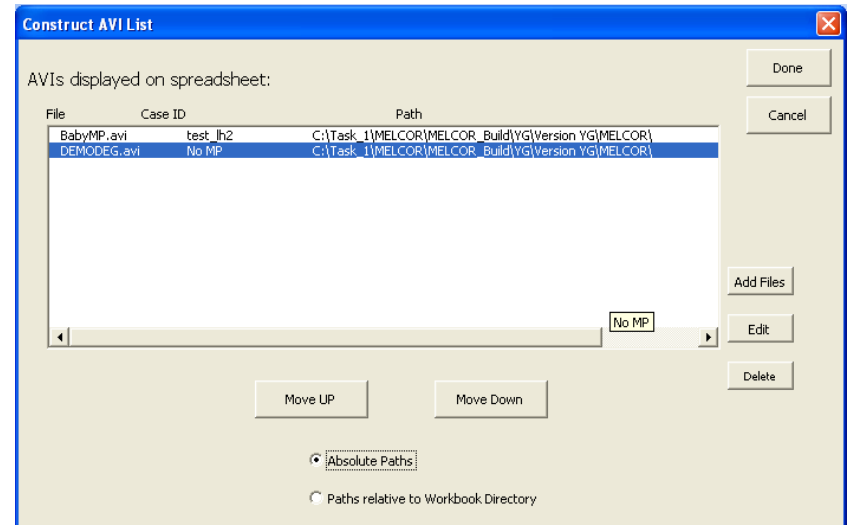 Construct AVI List
Done
AVIs displayed on spreadsheet:
File Case ID Path
Cancel
BabyMP.avi test_lh2 C:\Task_1\MELCOR\MELCOR_Build\YG\Version YG\MELCOR\
DEMODEG.avi No MP C:\Task_1\MELCOR\MELCOR_Build\YG\Version YG\MELCOR\
Add Files
No MP
Edit
Delete
Move UP Move Down
Absolute Paths
Paths relative to Workbook Directory